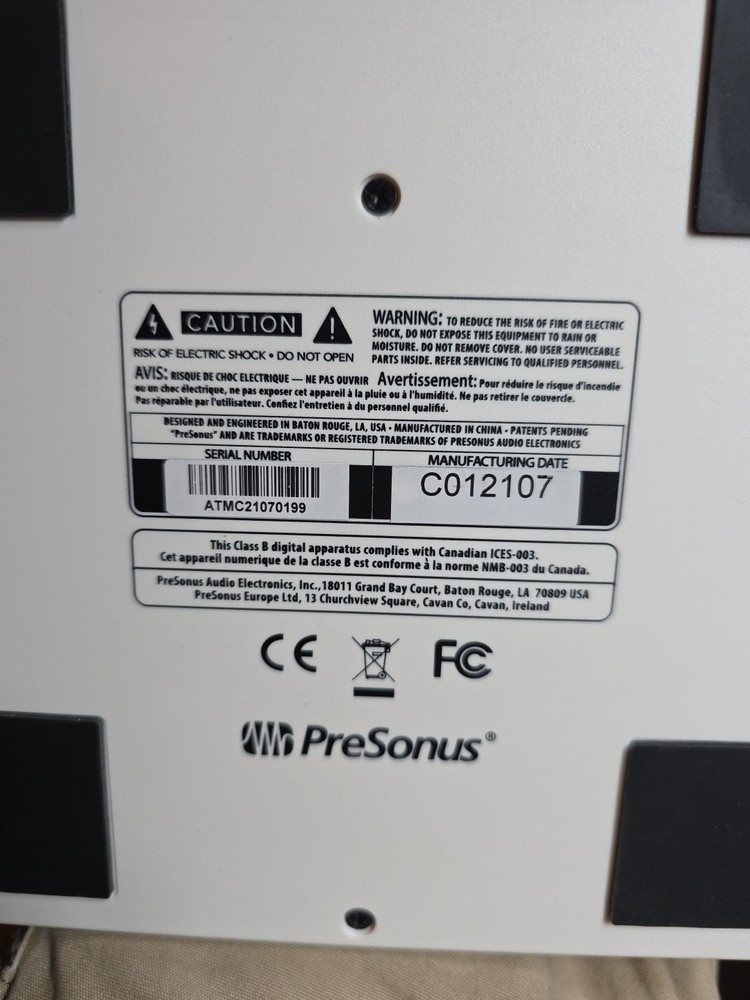 CAUTION
RISK OF ELECTRIC SHOCK • DO NOT OPEN
WARNING: TO REDUCE THE RISK OF FIRE OR ELECTRIC
SHOCK, DO NOT EXPOSE THIS EQUIPMENT TO RAIN OR
MOISTURE. DO NOT REMOVE COVER. NO USER SERVICEABLE
PARTS INSIDE. REFER SERVICING TO QUALIFIED PERSONNEL.
AVIS: RISQUE DE CHOC ELECTRIQUE — NE PAS OUVRIR Avertissement: Pour réduire le risque d'incendie
ou un choc électrique, ne pas exposer cet appareil à la pluie ou à l'humidité. Ne pas retirer le couvercle.
Pas réparable par l'utilisateur. Confiez l'entretien à du personnel qualifié.
DESIGNED AND ENGINEERED IN BATON ROUGE, LA, USA • MANUFACTURED IN CHINA • PATENTS PENDING
"PreSonus" AND ARE TRADEMARKS OR REGISTERED TRADEMARKS OF PRESONUS AUDIO ELECTRONICS
SERIAL NUMBER
ATMC21070199
MANUFACTURING DATE
C012107
This Class B digital apparatus complies with Canadian ICES-003.
Cet appareil numerique de la classe B est conforme à la norme NMB-003 du Canada.
PreSonus Audio Electronics, Inc.,18011 Grand Bay Court, Baton Rouge, LA 70809 USA
PreSonus Europe Ltd, 13 Churchview Square, Cavan Co, Cavan, Ireland
CE FC
PreSonus®